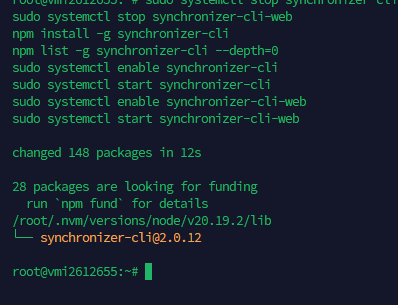 root@vmi2612655:~# sudo systemctl stop synchronizer-cli
sudo systemctl stop synchronizer-cli-web
npm install -g synchronizer-cli
npm list -g synchronizer-cli --depth=0
sudo systemctl enable synchronizer-cli
sudo systemctl start synchronizer-cli
sudo systemctl enable synchronizer-cli-web
sudo systemctl start synchronizer-cli-web
changed 148 packages in 12s
28 packages are looking for funding
  run `npm fund` for details
/root/.nvm/versions/node/v20.19.2/lib
└── synchronizer-cli@2.0.12
root@vmi2612655:~#